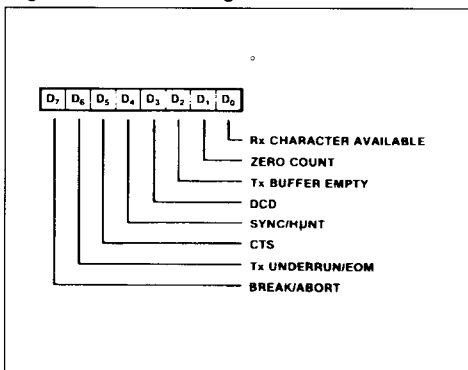 D7 D6 D5 D4 D3 D2 D1 D0
Rx CHARACTER AVAILABLE
ZERO COUNT
Tx BUFFER EMPTY
DCD
SYNC/HUNT
CTS
Tx UNDERRUN/EOM
BREAK/ABORT